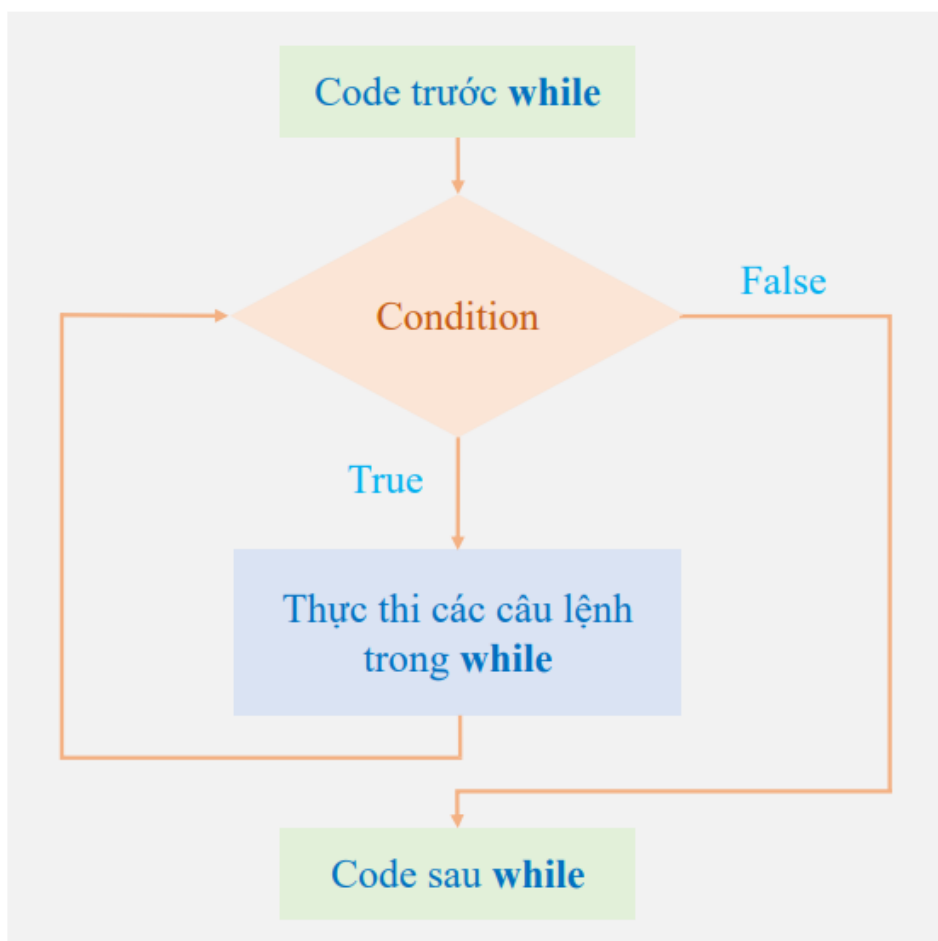 Code trước while
Condition
False
True
Thực thi các câu lệnh
trong while
Code sau while